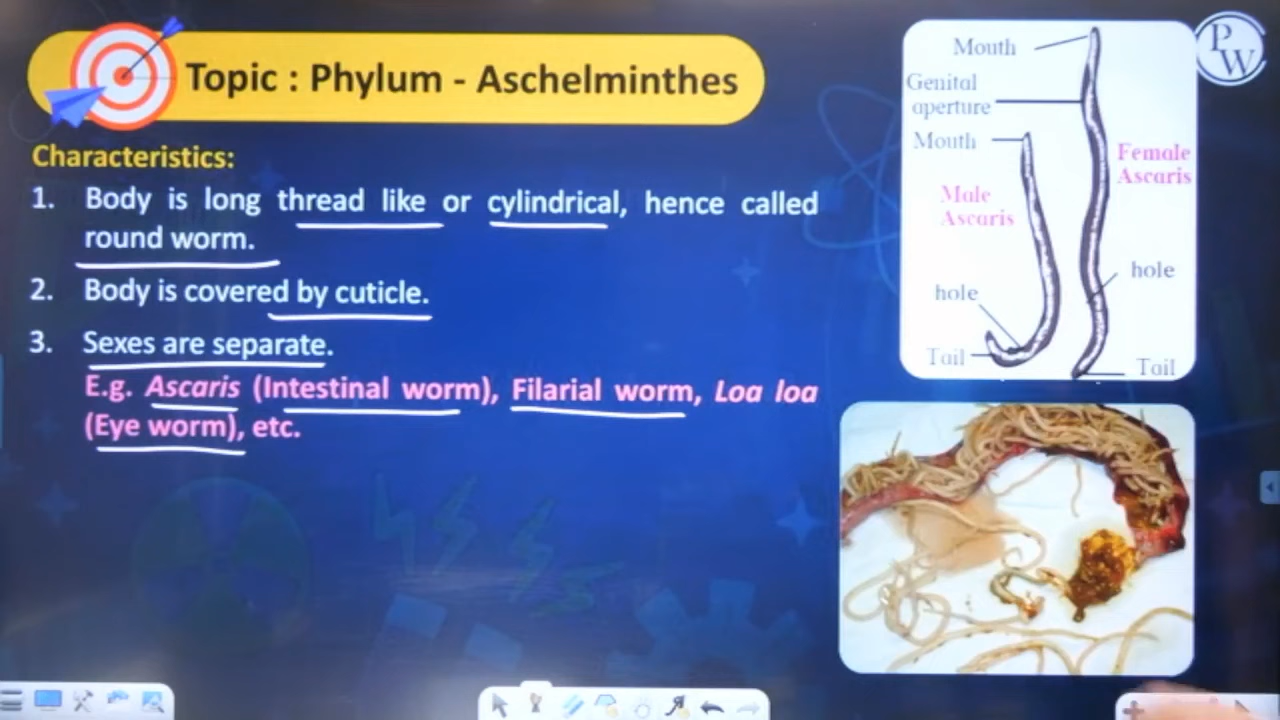 Topic : Phylum - Aschelminthes
Characteristics:
1. Body is long thread like or cylindrical, hence called
round worm.
2. Body is covered by cuticle.
3. Sexes are separate.
E.g. Ascaris (Intestinal worm), Filarial worm, Loa loa
(Eye worm), etc.
Mouth
Genital
aperture
Mouth
Female
Ascaris
Male
Ascaris
hole
hole
Tail
Tail
PW